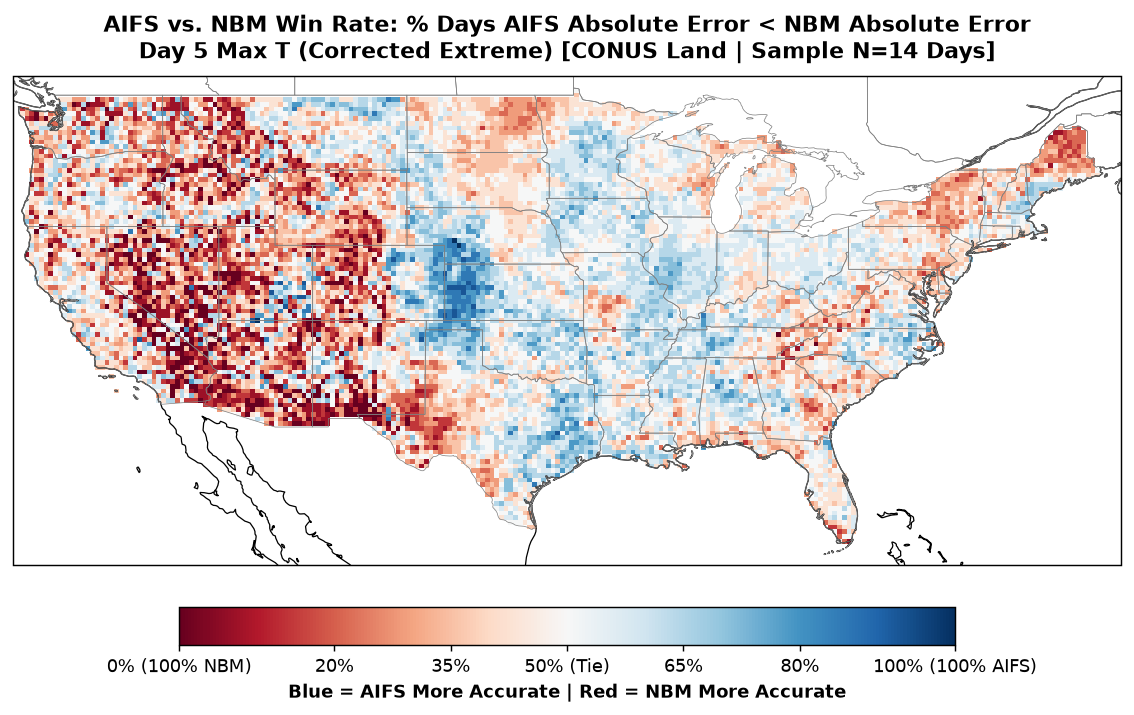 AIFS vs. NBM Win Rate: % Days AIFS Absolute Error < NBM Absolute Error
Day 5 Max T (Corrected Extreme) [CONUS Land | Sample N=14 Days]
0% (100% NBM) 20% 35% 50% (Tie) 65% 80% 100% (100% AIFS)
Blue = AIFS More Accurate | Red = NBM More Accurate